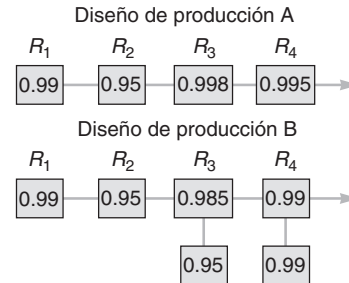 Diseño de producción A
R1 R2 R3 R4
0.99 0.95 0.998 0.995
Diseño de producción B
R1 R2 R3 R4
0.99 0.95 0.985 0.99
0.95 0.99